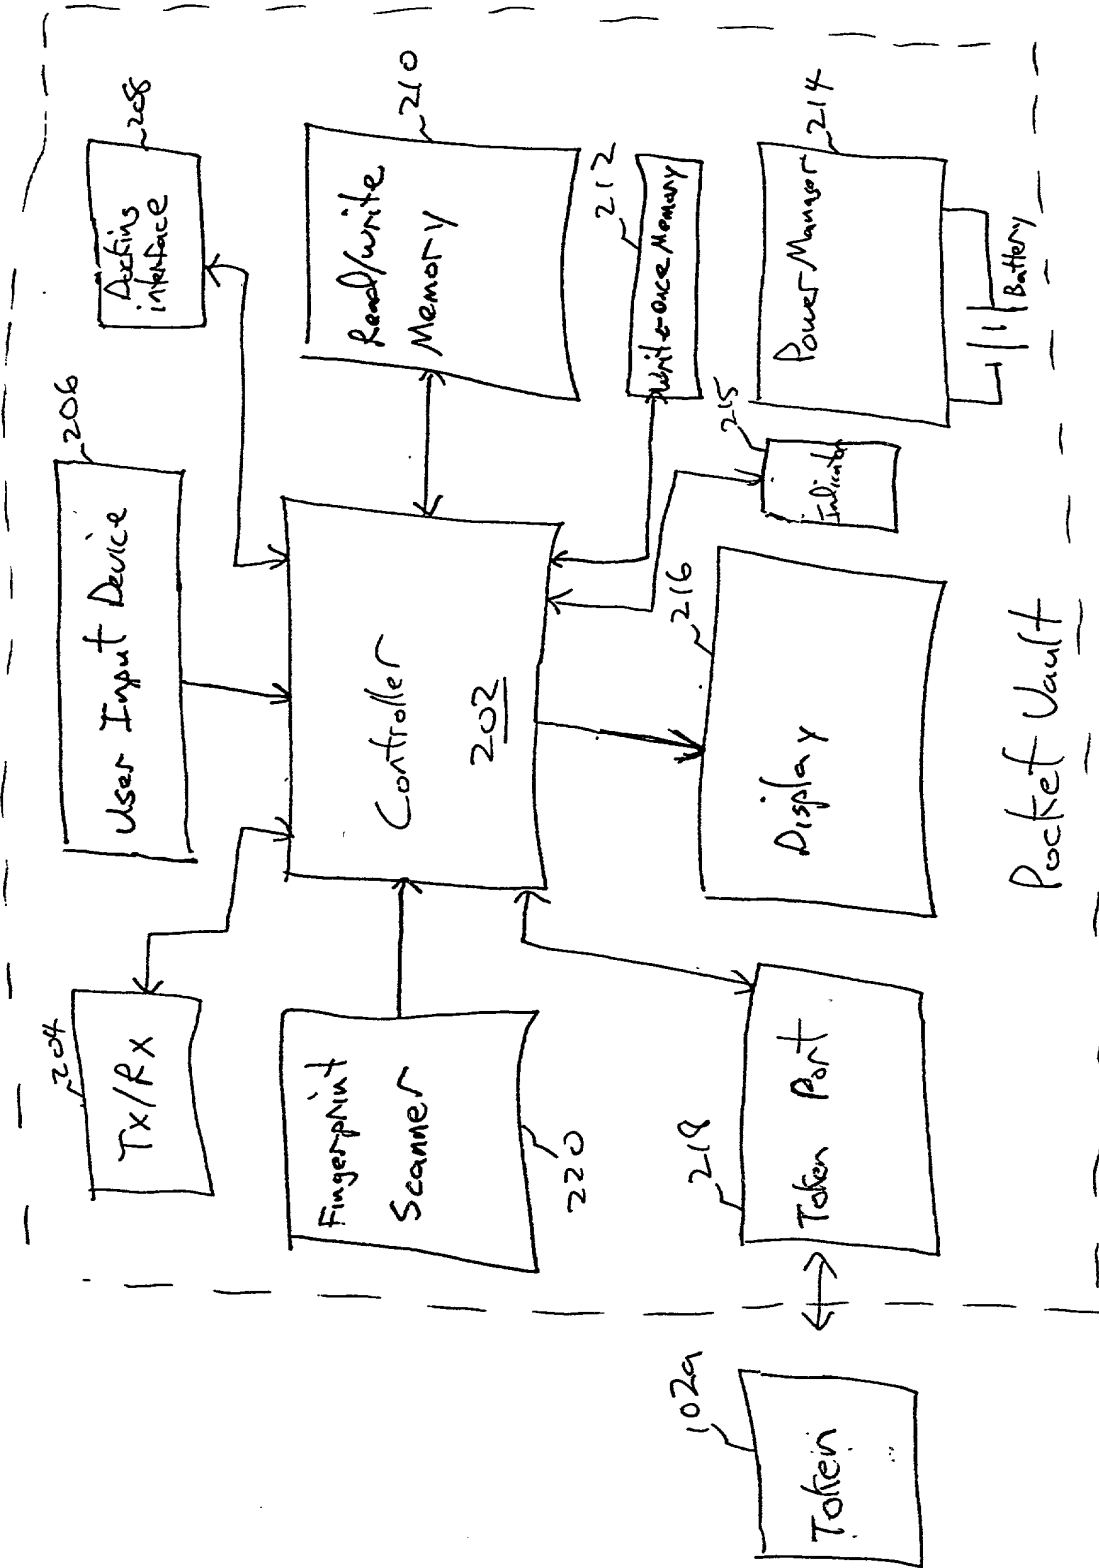 204
Tx/Rx
206
User Input Device
208
Docking
interface
Fingerprint
Scanner
220
Controller
202
210
Read/write
Memory
212
Write-once Memory
102a
Token
218
Token Port
216
Display
215
Indicator
214
Power Manager
Battery
Pocket Vault